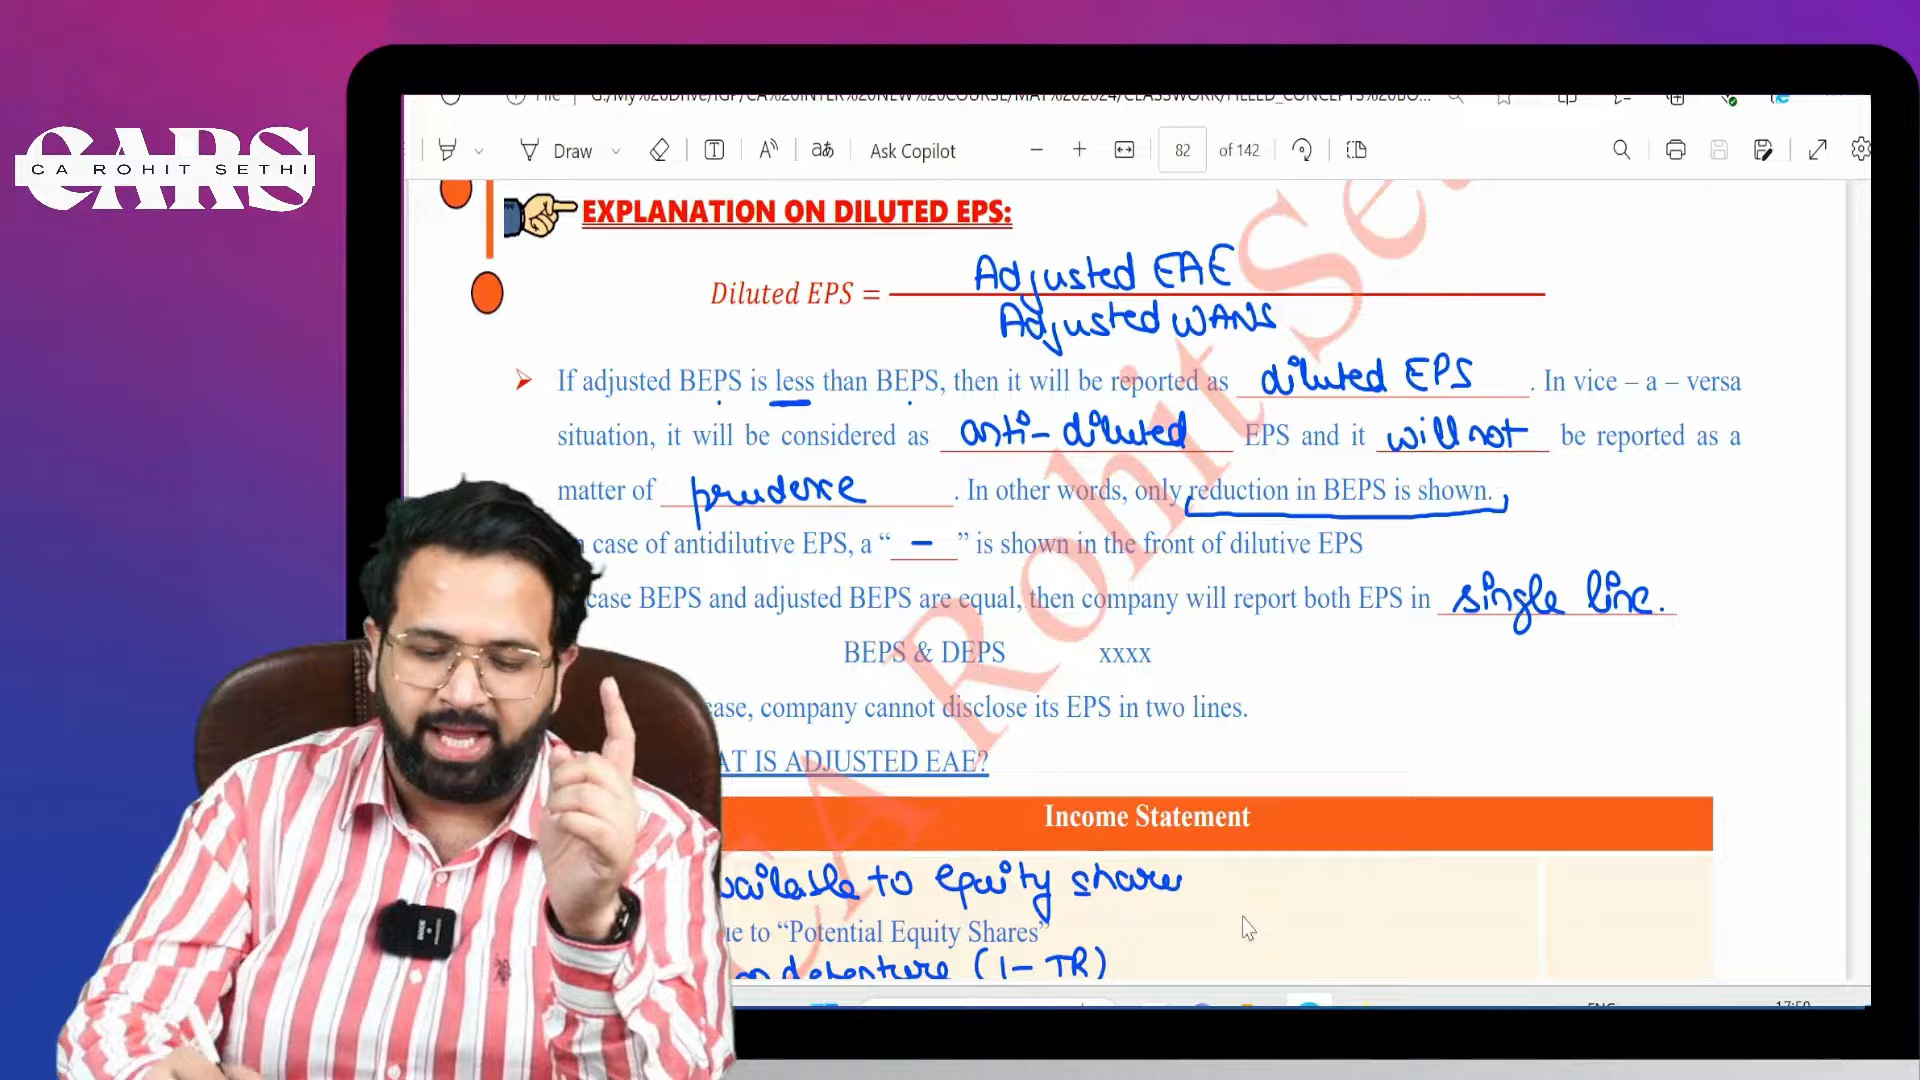 CARS
CA ROHIT SETHI
Draw
Ask Copilot
82 of 142
EXPLANATION ON DILUTED EPS:
Diluted EPS = Adjusted EAE
Adjusted WANS
If adjusted BEPS is less than BEPS, then it will be reported as diluted EPS. In vice – a – versa
situation, it will be considered as anti-diluted EPS and it will not be reported as a
matter of prudence. In other words, only reduction in BEPS is shown.
case of antidilutive EPS, a “ – ” is shown in the front of dilutive EPS
case BEPS and adjusted BEPS are equal, then company will report both EPS in single line.
BEPS & DEPS xxxx
case, company cannot disclose its EPS in two lines.
IS ADJUSTED EAE?
Income Statement
to equity share
to “Potential Equity Shares”
debenture (1 – TR)
CA Rohit Se